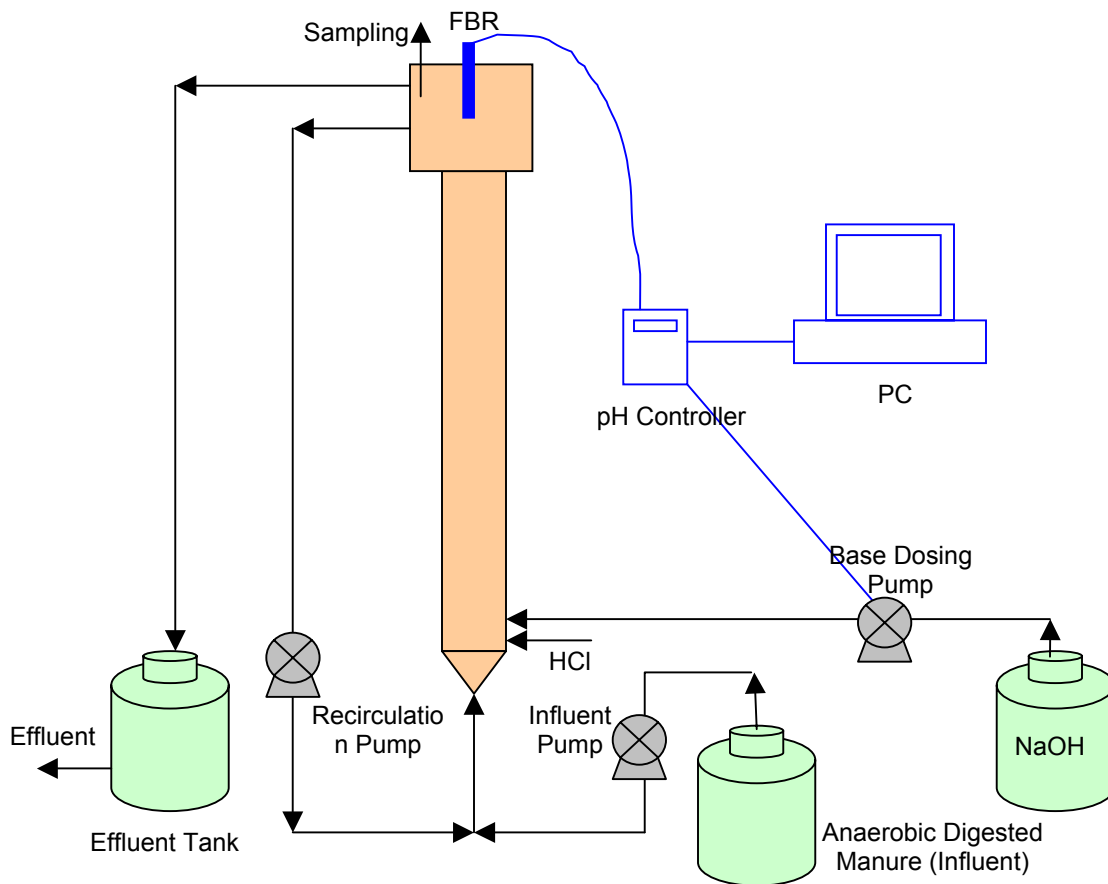 FBR
Sampling
PC
pH Controller
Base Dosing
Pump
HCl
Recirculatio
n Pump
Influent
Pump
NaOH
Effluent
Effluent Tank
Anaerobic Digested
Manure (Influent)